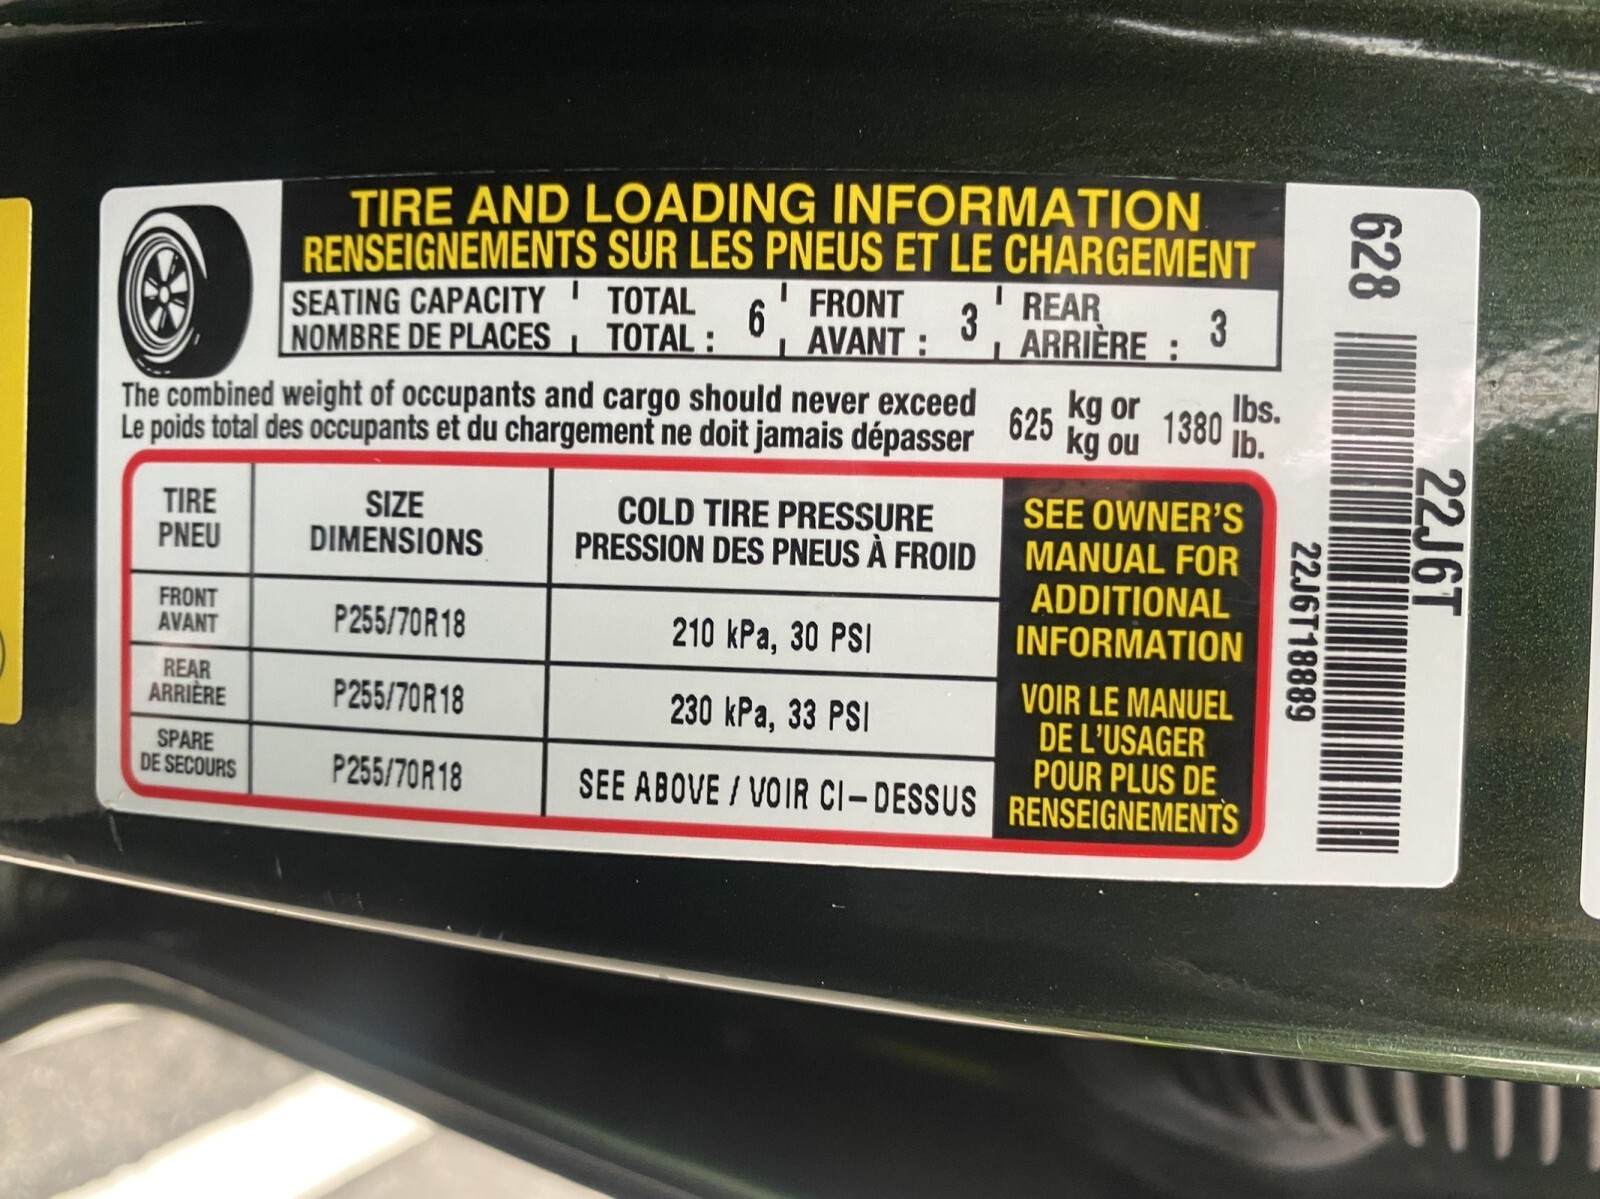 TIRE AND LOADING INFORMATION
RENSEIGNEMENTS SUR LES PNEUS ET LE CHARGEMENT
SEATING CAPACITY TOTAL 6 FRONT 3 REAR 3
NOMBRE DE PLACES TOTAL : AVANT : ARRIÈRE :
The combined weight of occupants and cargo should never exceed 625 kg or 1380 lbs.
Le poids total des occupants et du chargement ne doit jamais dépasser kg ou lb.
TIRE SIZE COLD TIRE PRESSURE
PNEU DIMENSIONS PRESSION DES PNEUS À FROID
FRONT P255/70R18 210 kPa, 30 PSI
AVANT
REAR P255/70R18 230 kPa, 33 PSI
ARRIÈRE
SPARE P255/70R18 SEE ABOVE / VOIR CI-DESSUS
DE SECOURS
SEE OWNER'S
MANUAL FOR
ADDITIONAL
INFORMATION
VOIR LE MANUEL
DE L'USAGER
POUR PLUS DE
RENSEIGNEMENTS
628
22J6T
22J6T18889